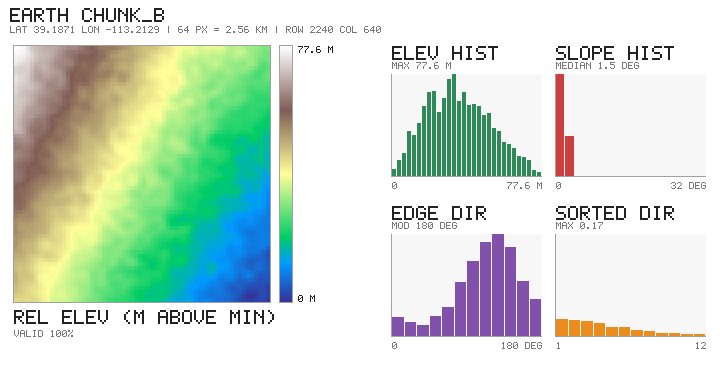 EARTH CHUNK_B
LAT 39.1871 LON -113.2129 | 64 PX = 2.56 KM | ROW 2240 COL 640
77.6 M
0 M
REL ELEV (M ABOVE MIN)
VALID 100%
ELEV HIST
MAX 77.6 M
0 77.6 M
SLOPE HIST
MEDIAN 1.5 DEG
0 32 DEG
EDGE DIR
MOD 180 DEG
0 180 DEG
SORTED DIR
MAX 0.17
1 12